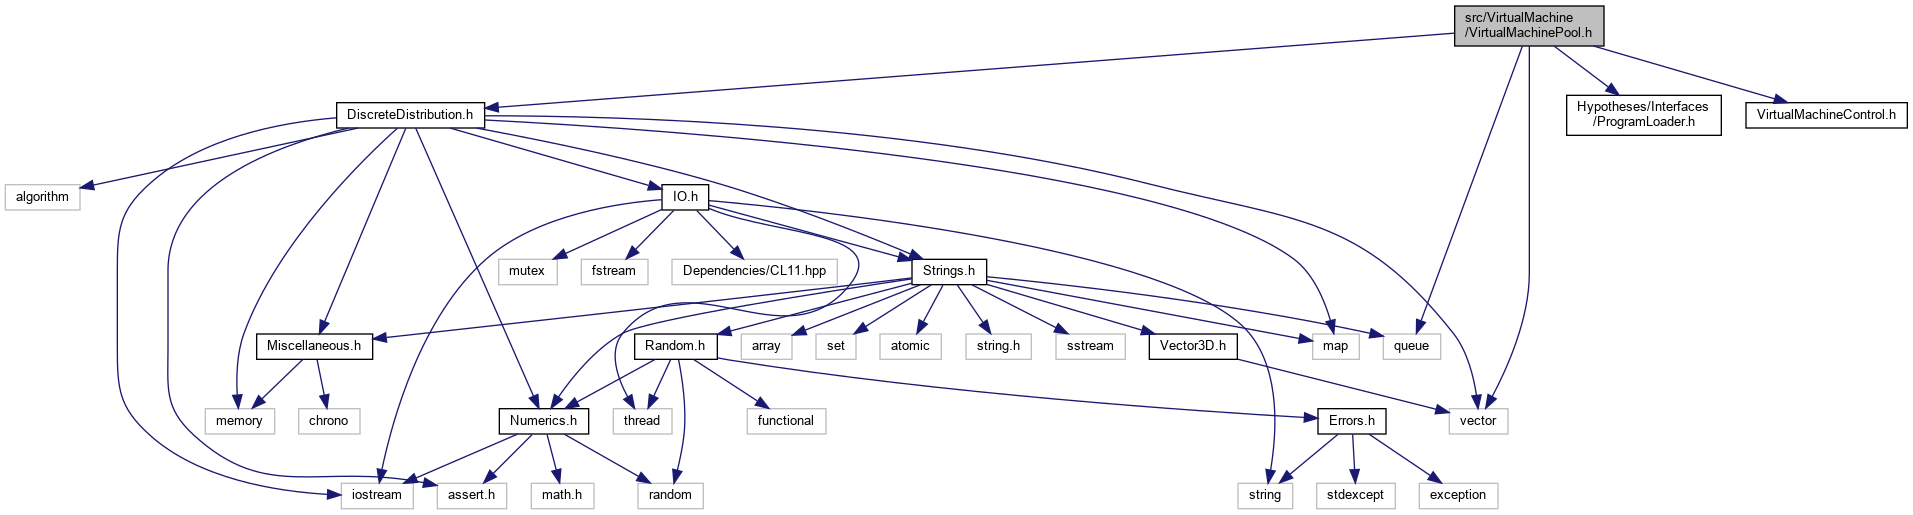 src/VirtualMachine
/VirtualMachinePool.h
DiscreteDistribution.h
Hypotheses/Interfaces
/ProgramLoader.h
VirtualMachineControl.h
algorithm
IO.h
mutex
fstream
Dependencies/CL11.hpp
Strings.h
Miscellaneous.h
Random.h
array
set
atomic
string.h
sstream
Vector3D.h
map
queue
memory
chrono
Numerics.h
thread
functional
Errors.h
vector
iostream
assert.h
math.h
random
string
stdexcept
exception